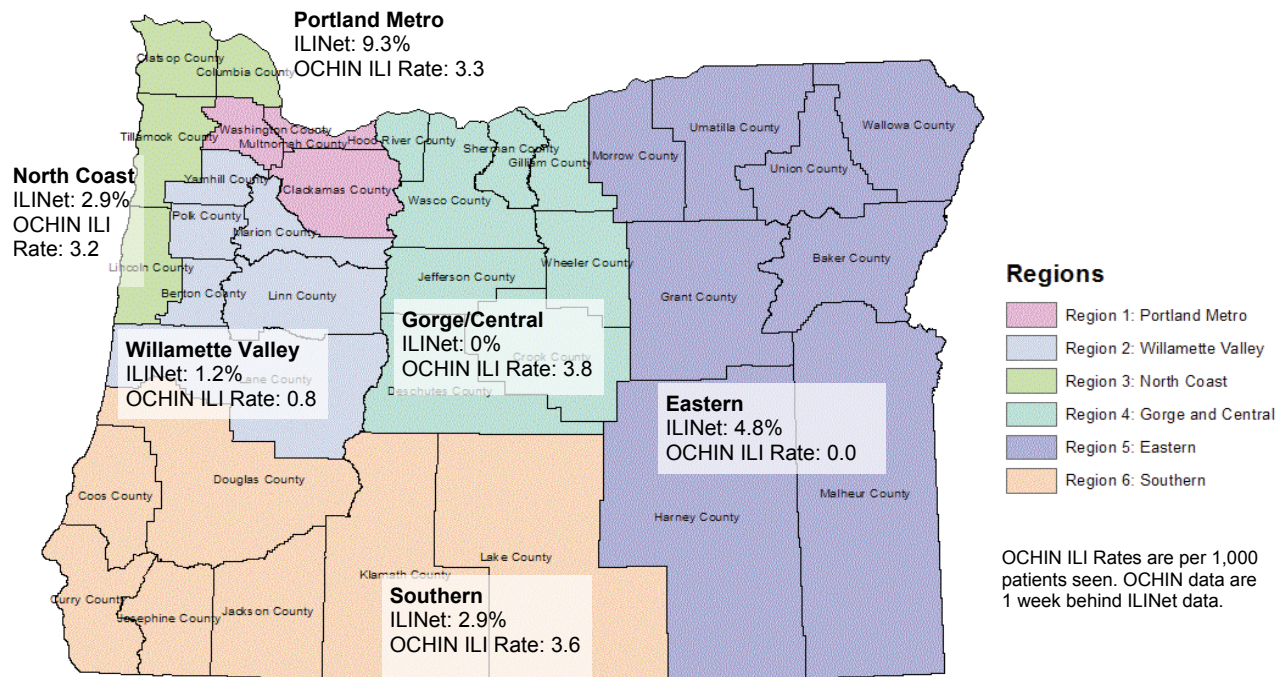 Portland Metro
ILINet: 9.3%
OCHIN ILI Rate: 3.3
Clatsop County
Columbia County
Tillamook County
Washington County
Multnomah County
Hood River County
Sherman County
Gilliam County
Morrow County
Umatilla County
Wallowa County
Union County
North Coast
ILINet: 2.9%
OCHIN ILI
Rate: 3.2
Yamhill County
Clackamas County
Wasco County
Polk County
Marion County
Lincoln County
Benton County
Linn County
Jefferson County
Wheeler County
Grant County
Baker County
Willamette Valley
ILINet: 1.2%
OCHIN ILI Rate: 0.8
Lane County
Gorge/Central
ILINet: 0%
OCHIN ILI Rate: 3.8
Crook County
Deschutes County
Eastern
ILINet: 4.8%
OCHIN ILI Rate: 0.0
Coos County
Douglas County
Harney County
Malheur County
Curry County
Josephine County
Jackson County
Klamath County
Lake County
Southern
ILINet: 2.9%
OCHIN ILI Rate: 3.6
Regions
Region 1: Portland Metro
Region 2: Willamette Valley
Region 3: North Coast
Region 4: Gorge and Central
Region 5: Eastern
Region 6: Southern
OCHIN ILI Rates are per 1,000
patients seen. OCHIN data are
1 week behind ILINet data.